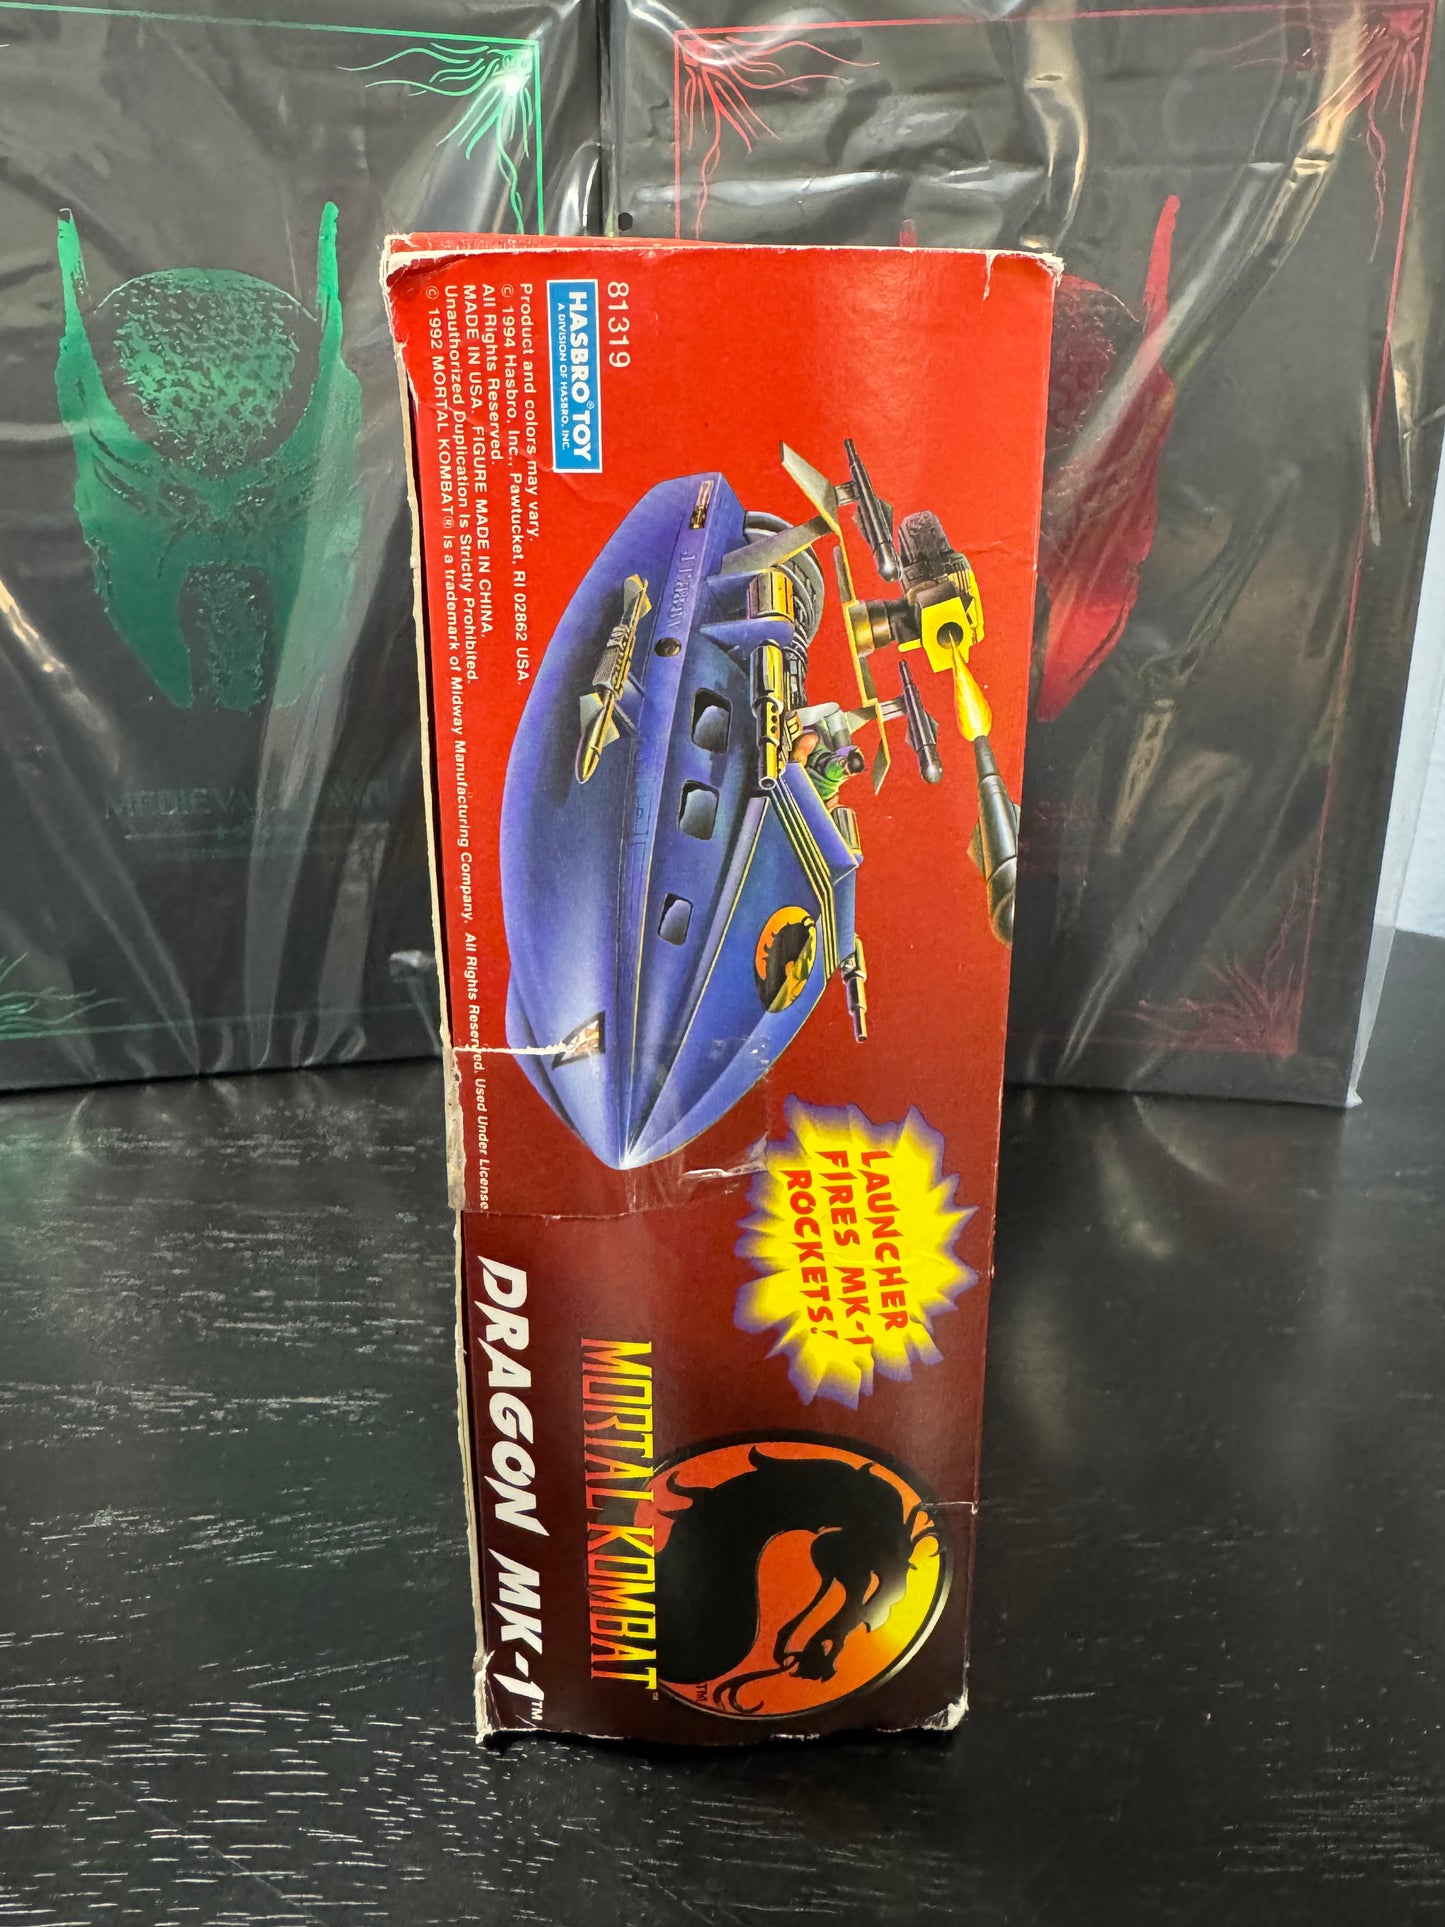 81319
HASBRO® TOY
A DIVISION OF HASBRO, INC.
Product and colors may vary.
© 1994 Hasbro, Inc., Pawtucket, RI 02862 USA.
All Rights Reserved.
MADE IN USA. FIGURE MADE IN CHINA.
Unauthorized Duplication Is Strictly Prohibited.
© 1992 MORTAL KOMBAT® is a trademark of Midway Manufacturing Company. All Rights Reserved. Used Under License
LAUNCHER
FIRES MK-1
ROCKETS!
TM
MORTAL KOMBAT™
DRAGON MK-1™